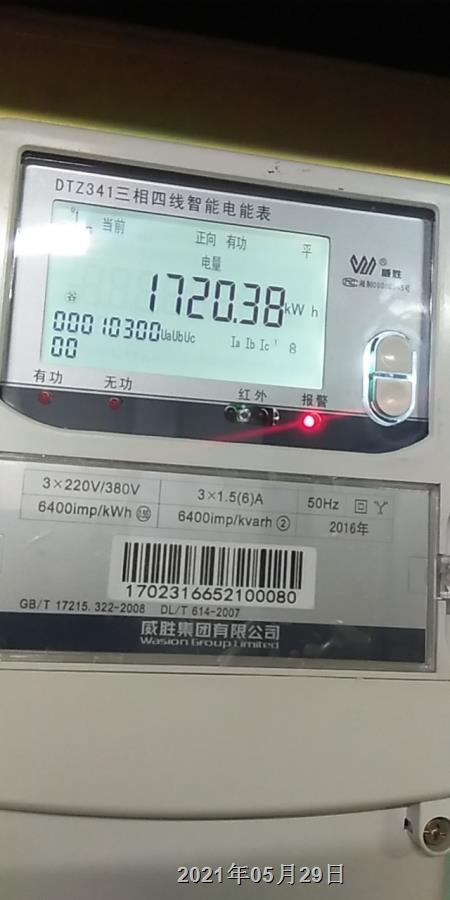 DTZ341三相四线智能电能表
当前 正向 有功 平
电量
1720.38 kWh
谷
00010300 UaUbUc Ia Ib Ic
00
威胜
有功 无功 红外 报警
3×220V/380V 3×1.5(6)A 50Hz
6400imp/kWh 6400imp/kvarh ② 2016年
1702316652100080
GB/T 17215.322-2008 DL/T 614-2007
威胜集团有限公司
Wasion Group Limited
2021年05月29日